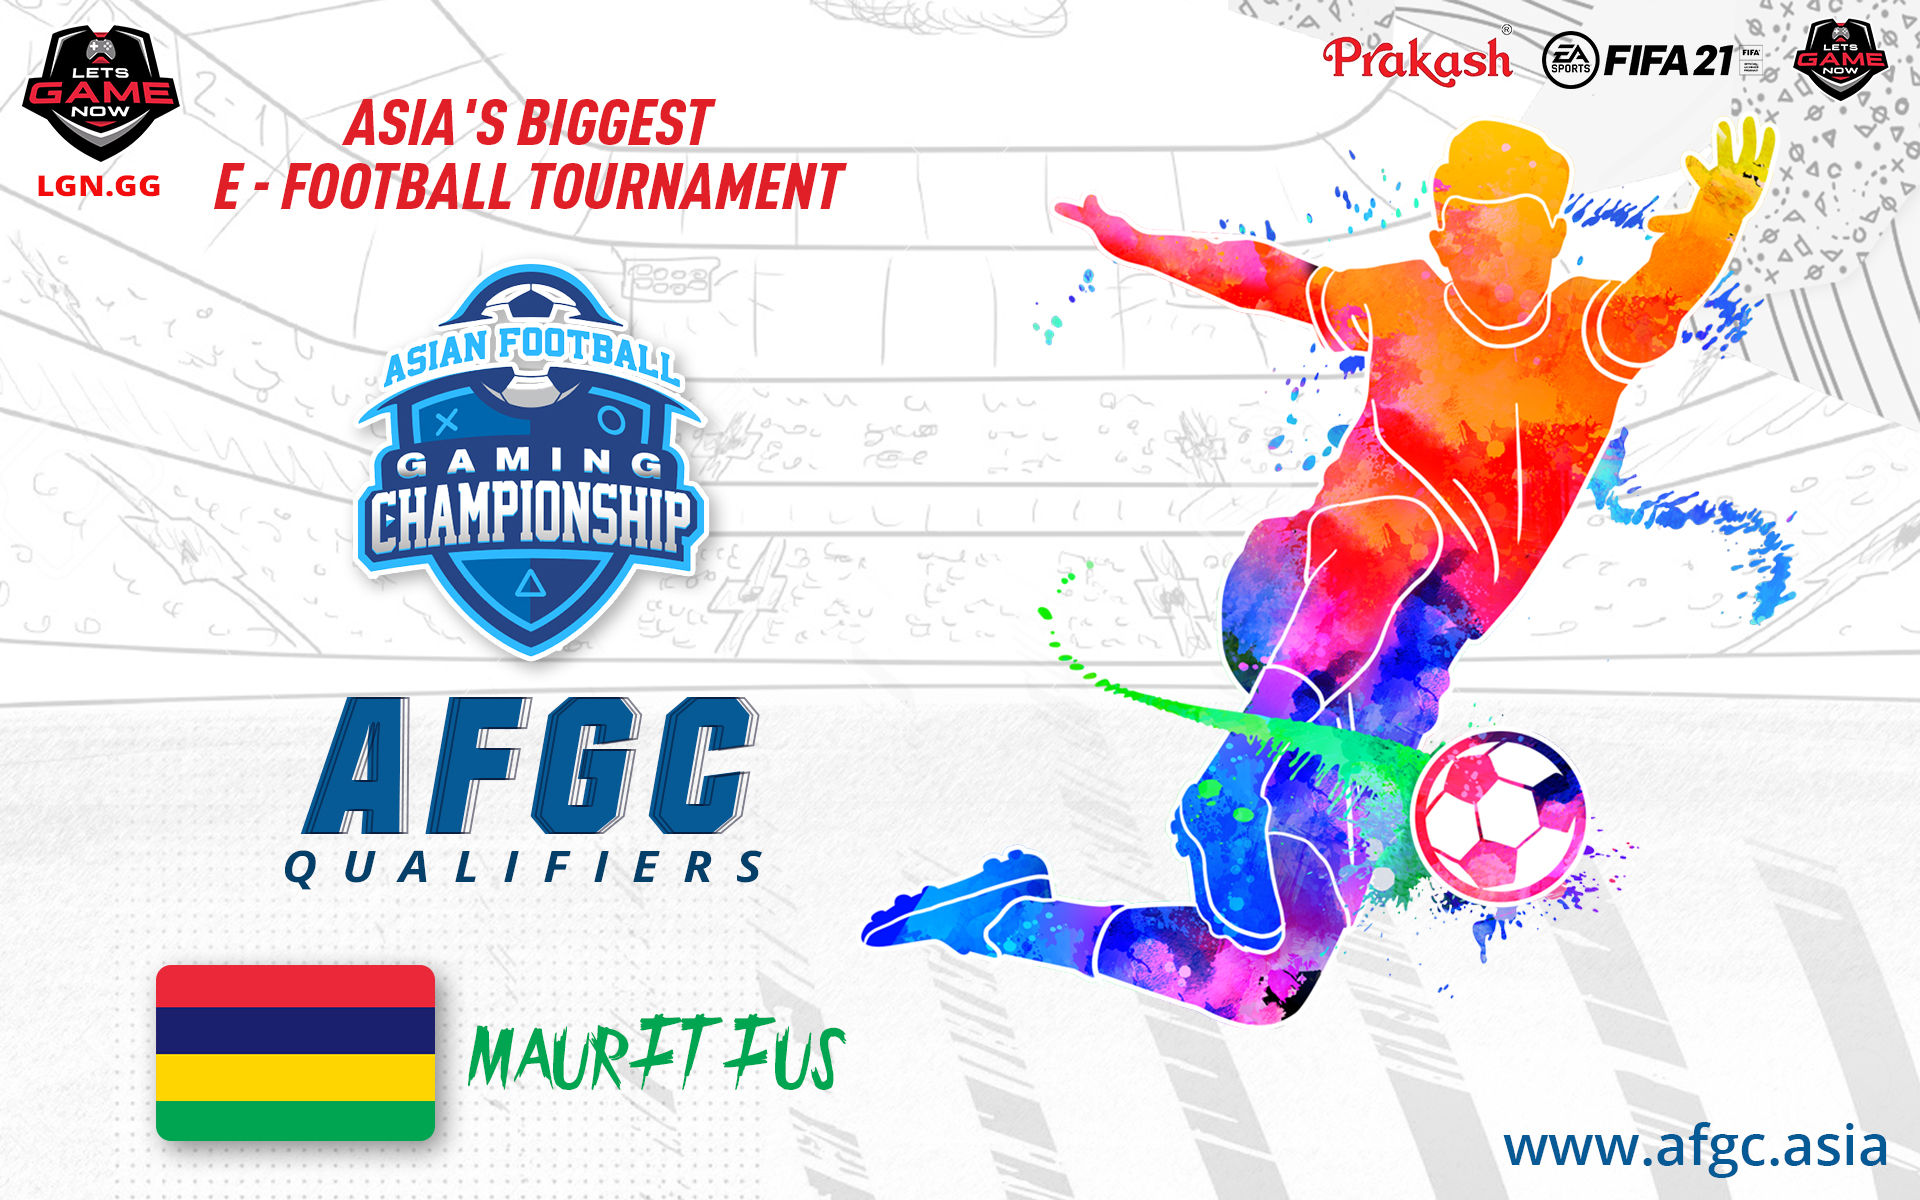 LETS
GAME
NOW
LGN.GG
Prakash®
EA SPORTS FIFA 21
FIFA
LETS
GAME
NOW
ASIA'S BIGGEST
E - FOOTBALL TOURNAMENT
ASIAN FOOTBALL
GAMING
CHAMPIONSHIP
AFGC
QUALIFIERS
MAURITIUS
www.afgc.asia